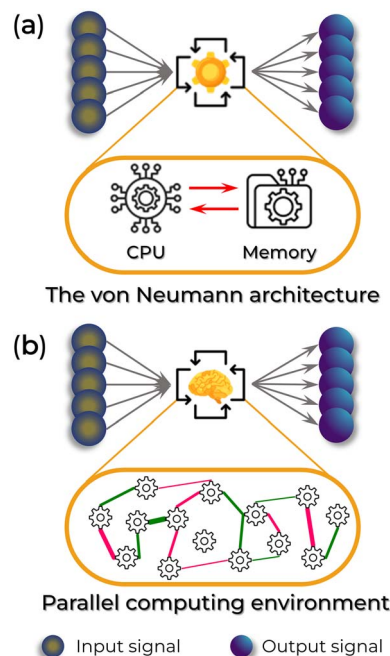 (a)
CPU
Memory
The von Neumann architecture
(b)
Parallel computing environment
Input signal
Output signal